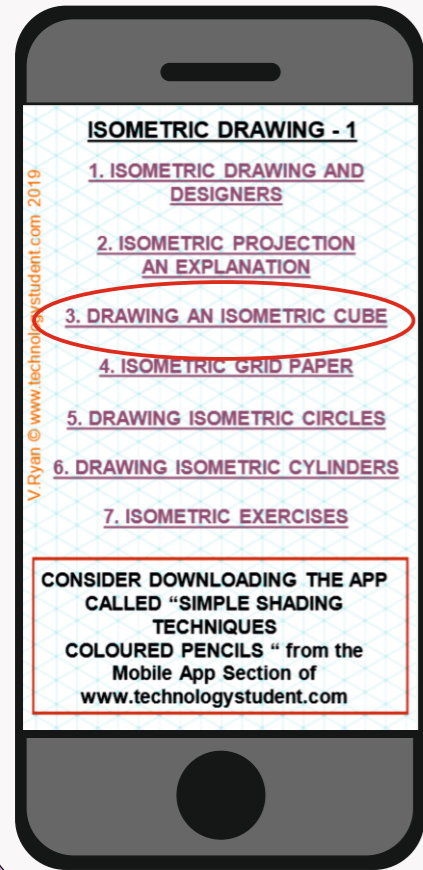 ISOMETRIC DRAWING - 1
1. ISOMETRIC DRAWING AND
DESIGNERS
2. ISOMETRIC PROJECTION
AN EXPLANATION
3. DRAWING AN ISOMETRIC CUBE
4. ISOMETRIC GRID PAPER
5. DRAWING ISOMETRIC CIRCLES
6. DRAWING ISOMETRIC CYLINDERS
7. ISOMETRIC EXERCISES
V.Ryan © www.technologystudent.com 2019
CONSIDER DOWNLOADING THE APP
CALLED “SIMPLE SHADING
TECHNIQUES
COLOURED PENCILS “ from the
Mobile App Section of
www.technologystudent.com